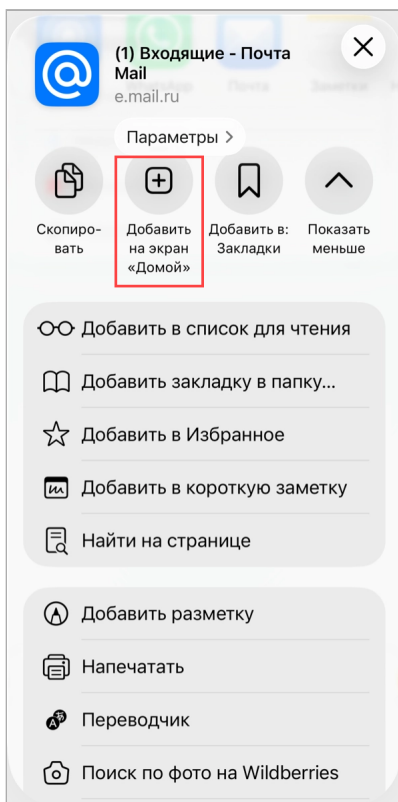 (1) Входящие - Почта
Mail
e.mail.ru
Параметры >
Скопиро-
вать
Добавить
на экран
«Домой»
Добавить в:
Закладки
Показать
меньше
Добавить в список для чтения
Добавить закладку в папку...
Добавить в Избранное
Добавить в короткую заметку
Найти на странице
Добавить разметку
Напечатать
Переводчик
Поиск по фото на Wildberries